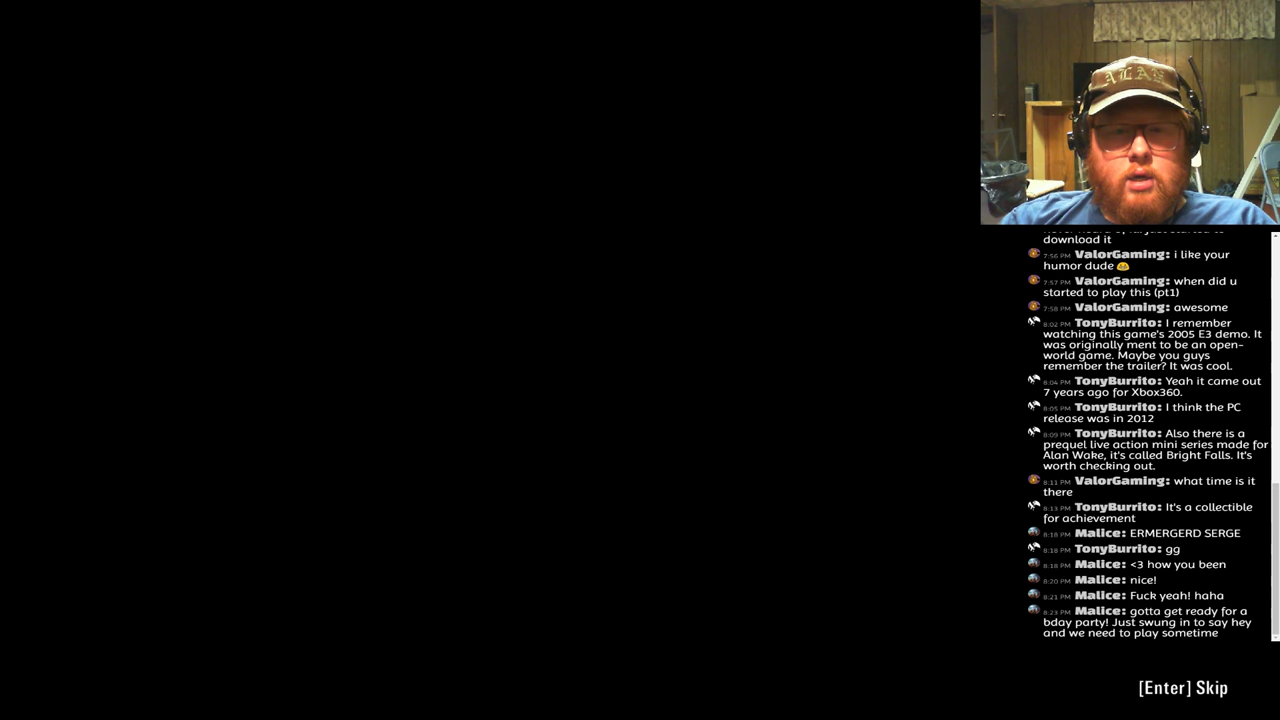 ALAN
download it
7:56 PM ValorGaming: i like your
humor dude
7:57 PM ValorGaming: when did u
started to play this (pt1)
7:58 PM ValorGaming: awesome
8:02 PM TonyBurrito: I remember
watching this game's 2005 E3 demo. It
was originally ment to be an open-
world game. Maybe you guys
remember the trailer? It was cool.
8:04 PM TonyBurrito: Yeah it came out
7 years ago for Xbox360.
8:05 PM TonyBurrito: I think the PC
release was in 2012
8:09 PM TonyBurrito: Also there is a
prequel live action mini series made for
Alan Wake, it's called Bright Falls. It's
worth checking out.
8:11 PM ValorGaming: what time is it
there
8:13 PM TonyBurrito: It's a collectible
for achievement
8:18 PM Malice: ERMERGERD SERGE
8:18 PM TonyBurrito: gg
8:18 PM Malice: <3 how you been
8:20 PM Malice: nice!
8:21 PM Malice: Fuck yeah! haha
8:23 PM Malice: gotta get ready for a
bday party! Just swung in to say hey
and we need to play sometime
[Enter] Skip